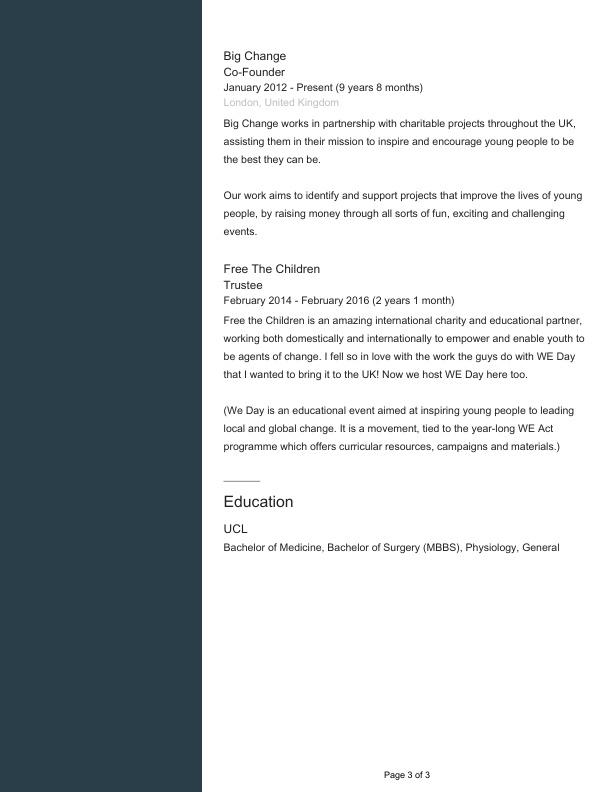 Big Change
Co-Founder
January 2012 - Present (9 years 8 months)
London, United Kingdom
Big Change works in partnership with charitable projects throughout the UK,
assisting them in their mission to inspire and encourage young people to be
the best they can be.
Our work aims to identify and support projects that improve the lives of young
people, by raising money through all sorts of fun, exciting and challenging
events.
Free The Children
Trustee
February 2014 - February 2016 (2 years 1 month)
Free the Children is an amazing international charity and educational partner,
working both domestically and internationally to empower and enable youth to
be agents of change. I fell so in love with the work the guys do with WE Day
that I wanted to bring it to the UK! Now we host WE Day here too.
(We Day is an educational event aimed at inspiring young people to leading
local and global change. It is a movement, tied to the year-long WE Act
programme which offers curricular resources, campaigns and materials.)
Education
UCL
Bachelor of Medicine, Bachelor of Surgery (MBBS), Physiology, General
Page 3 of 3